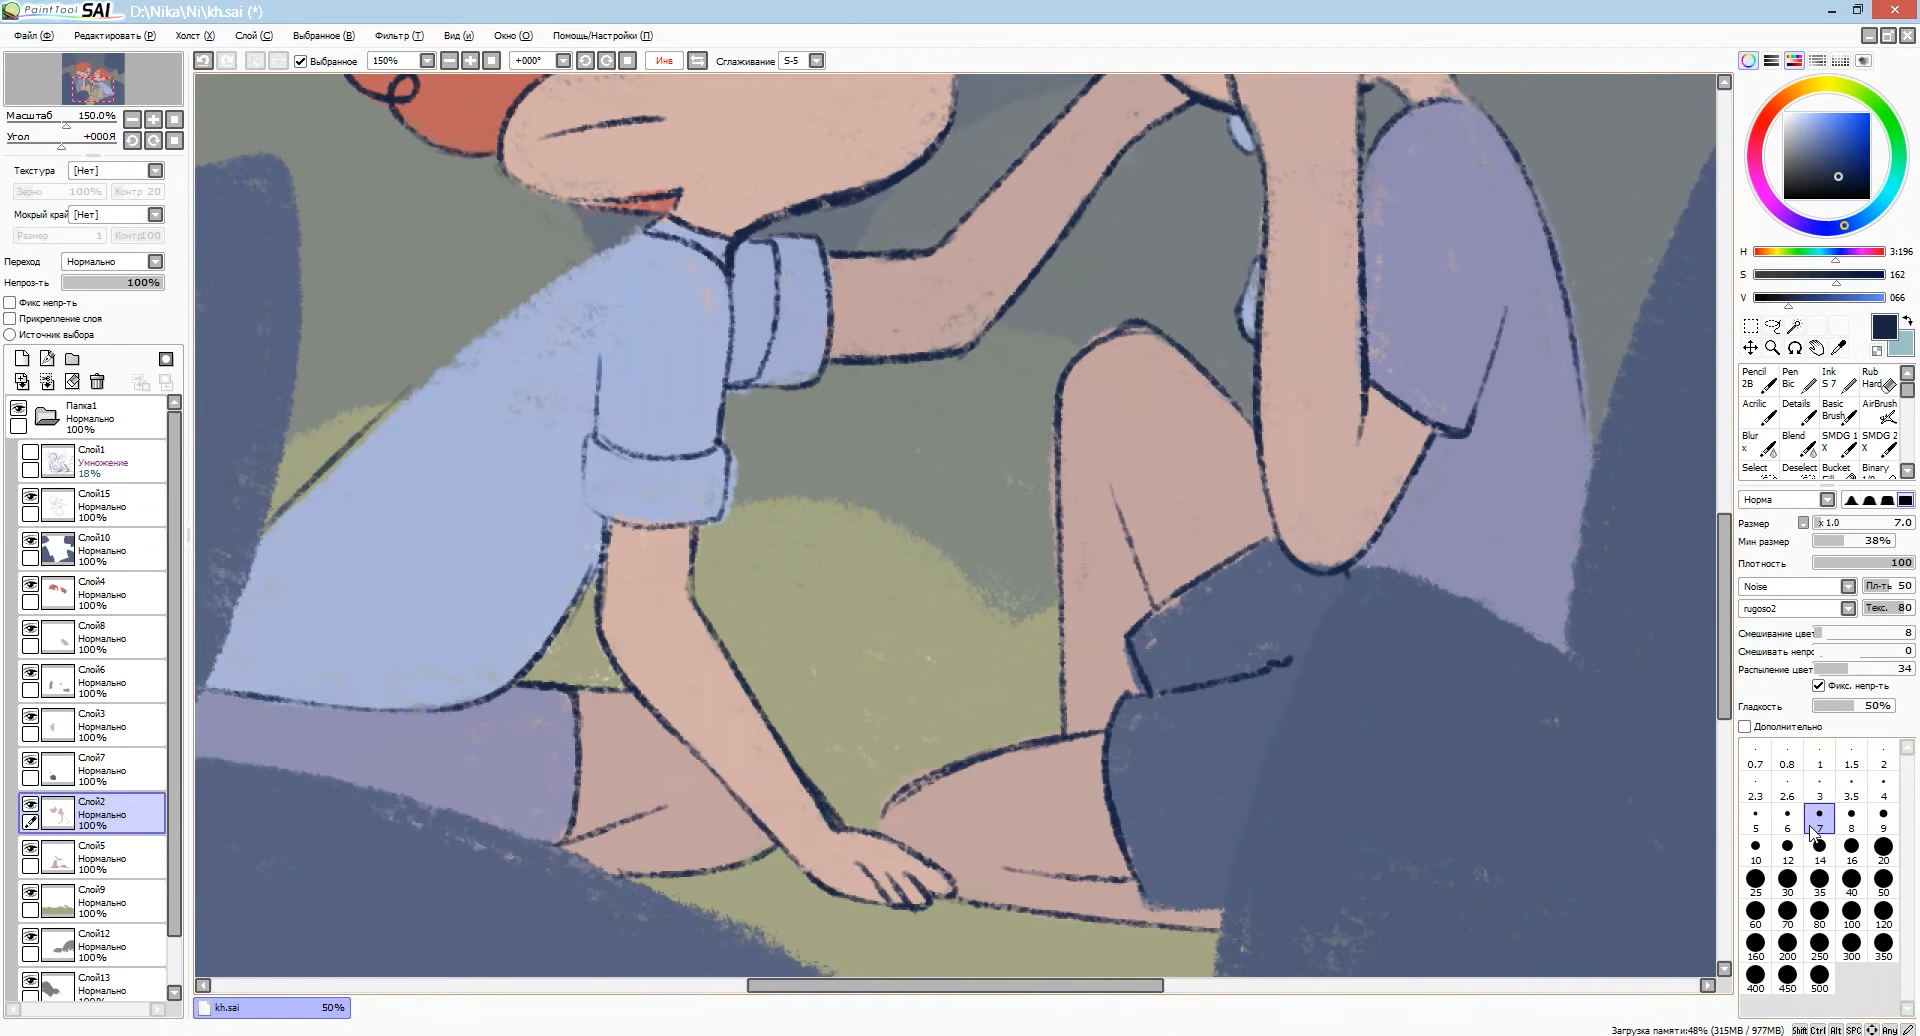 PaintTool SAI D:\Nika\Ni\kh.sai (*)
Файл (Ф) Редактировать (P) Холст (X) Слой (C) Выбранное (B) Фильтр (T) Вид (и) Окно (O) Помощь/Настройки (П)
Выбранное 150% +000° Инв Сглаживание S-5
Масштаб 150.0%
Угол +000Я
Текстура [Нет]
Зерно 100% Контр 20
Мокрый край [Нет]
Размер 1 Контр100
Переход Нормально
Непроз-ть 100%
Фикс непр-ть
Прикрепление слоя
Источник выбора
Папка1
Нормально
100%
Слой1
Умножение
18%
Слой15
Нормально
100%
Слой10
Нормально
100%
Слой4
Нормально
100%
Слой8
Нормально
100%
Слой6
Нормально
100%
Слой3
Нормально
100%
Слой7
Нормально
100%
Слой2
Нормально
100%
Слой5
Нормально
100%
Слой9
Нормально
100%
Слой12
Нормально
100%
Слой13
Нормально
100%
kh.sai 50%
H 3:196
S 162
V 066
Pencil Pen Ink Rub
2B Bic S 7 Hard
Acrilic Details Basic AirBrush
Brush
Blur Blend SMDG 1 SMDG 2
x X X
Select Deselect Bucket Binary
Норма
Размер x 1.0 7.0
Мин размер 38%
Плотность 100
Noise Пл-ть 50
rugoso2 Текс. 80
Смешивание цвет 8
Смешивать непрс 0
Распыление цвет 34
Фикс. непр-ть
Гладкость 50%
Дополнительно
0.7 0.8 1 1.5 2
2.3 2.6 3 3.5 4
5 6 7 8 9
10 12 14 16 20
25 30 35 40 50
60 70 80 100 120
160 200 250 300 350
400 450 500
Загрузка памяти:48% (315MB / 977MB) Shift Ctrl Alt SPC Any